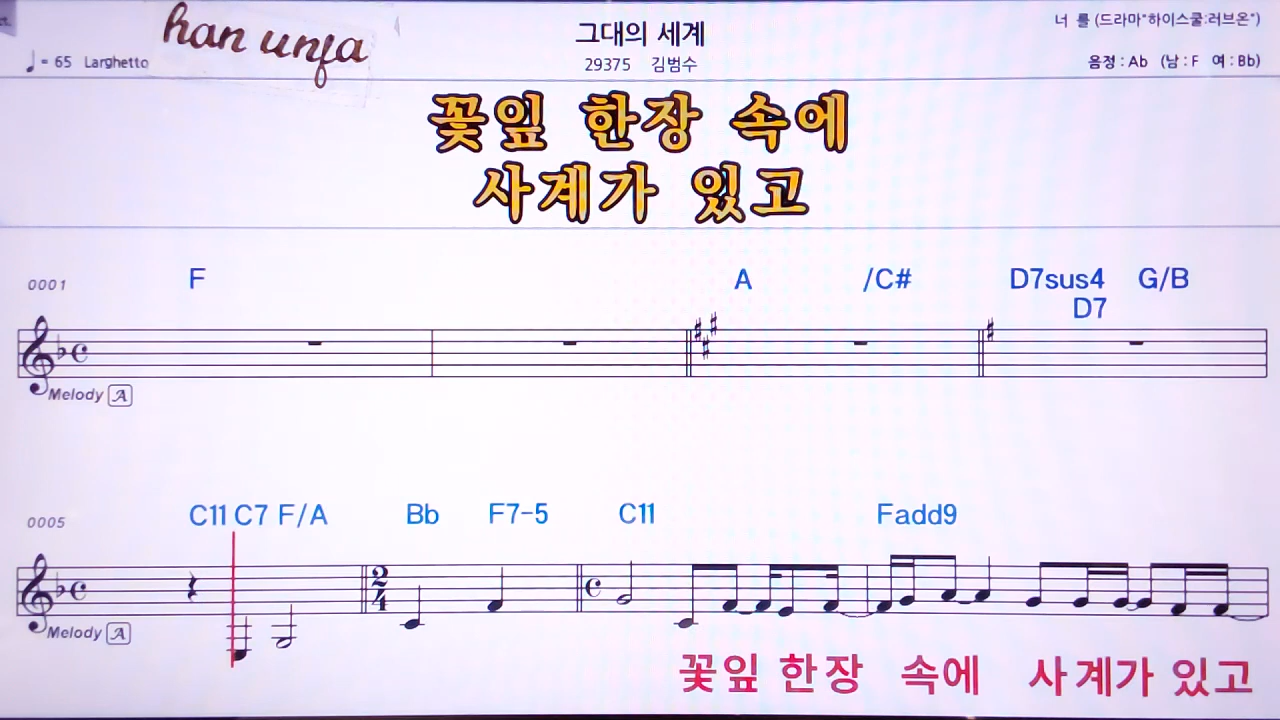 han unfa
그대의 세계
너 를 (드라마"하이스쿨:러브온")
♩= 65 Larghetto
29375 김범수
음정 : Ab (남 : F 여 : Bb)
꽃잎 한장 속에
사계가 있고
0001 F A /C# D7sus4 G/B
D7
Melody A
0005 C11 C7 F/A Bb F7-5 C11 Fadd9
2
4
Melody A
꽃잎 한장 속에 사계가 있고